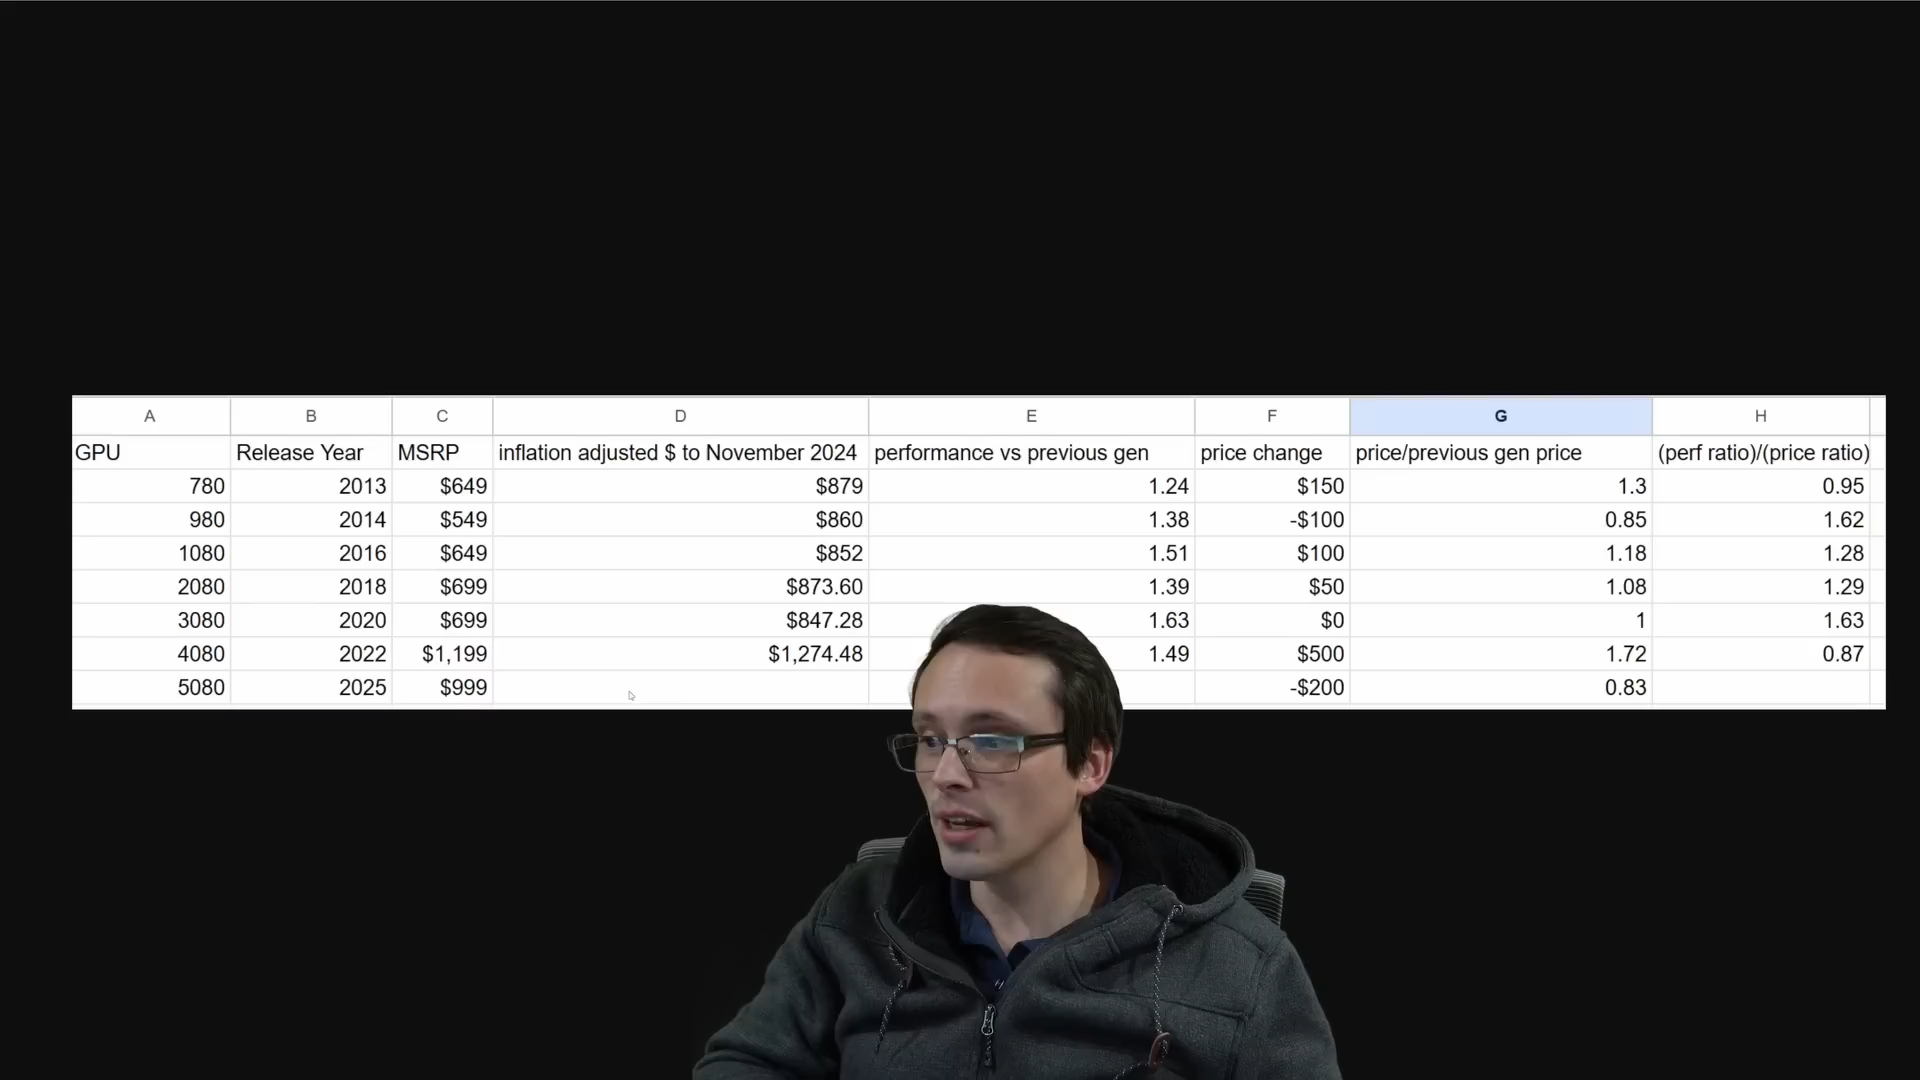 A B C D E F G H
GPU Release Year MSRP inflation adjusted $ to November 2024 performance vs previous gen price change price/previous gen price (perf ratio)/(price ratio)
780 2013 $649 $879 1.24 $150 1.3 0.95
980 2014 $549 $860 1.38 -$100 0.85 1.62
1080 2016 $649 $852 1.51 $100 1.18 1.28
2080 2018 $699 $873.60 1.39 $50 1.08 1.29
3080 2020 $699 $847.28 1.63 $0 1 1.63
4080 2022 $1,199 $1,274.48 1.49 $500 1.72 0.87
5080 2025 $999 -$200 0.83